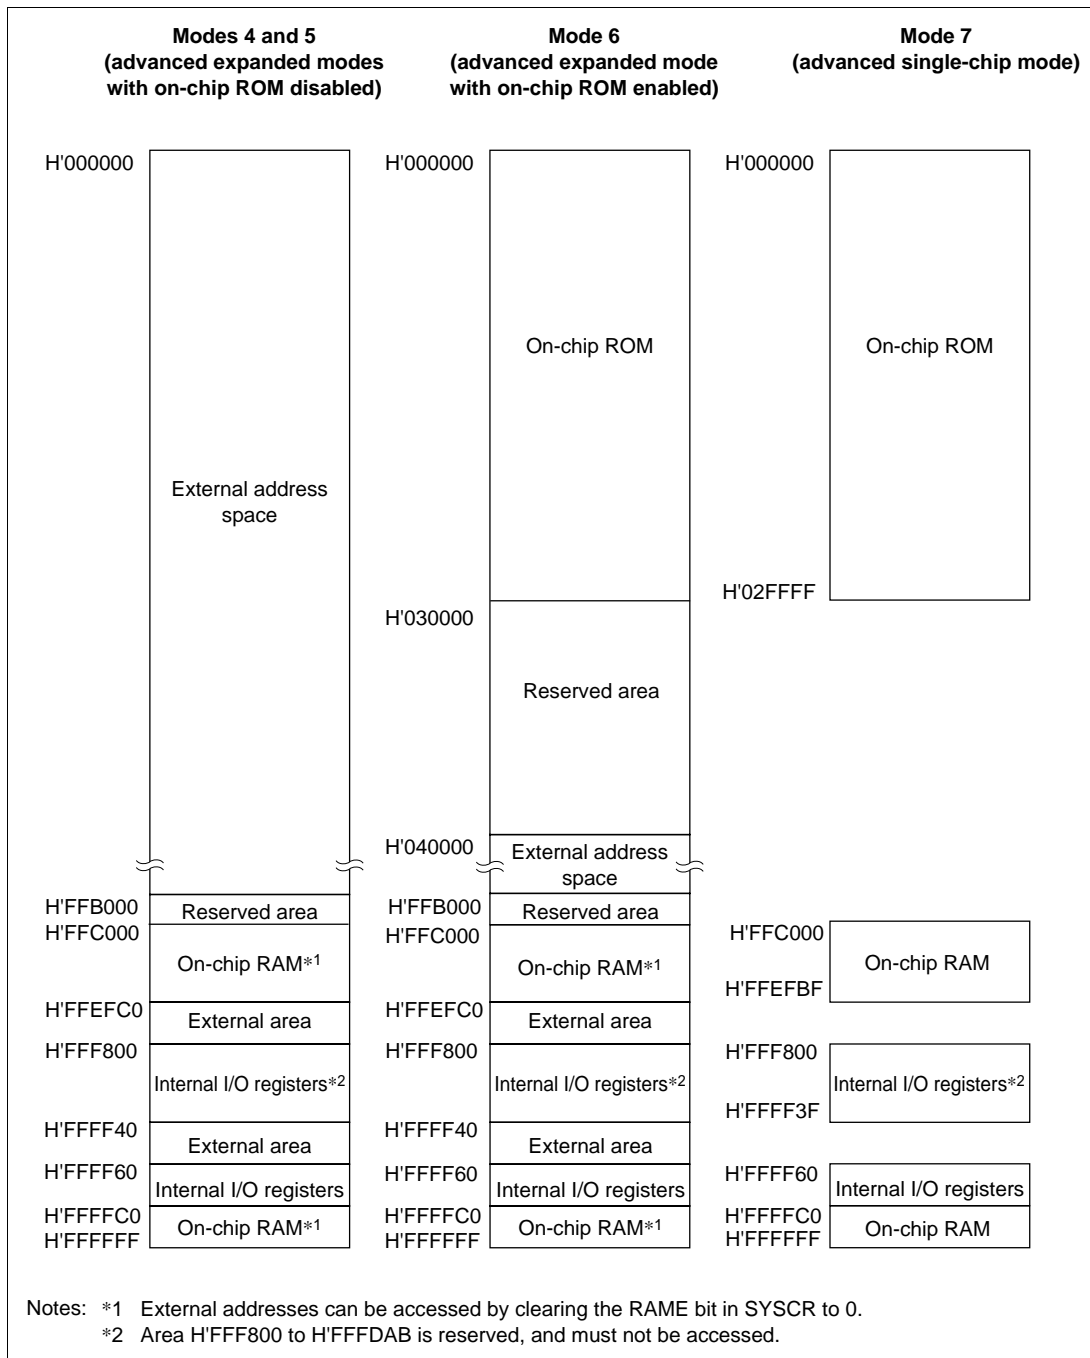 Modes 4 and 5
(advanced expanded modes
with on-chip ROM disabled)
Mode 6
(advanced expanded mode
with on-chip ROM enabled)
Mode 7
(advanced single-chip mode)
H'000000
External address
space
H'FFB000
Reserved area
H'FFC000
On-chip RAM*1
H'FFEFC0
External area
H'FFF800
Internal I/O registers*2
H'FFFF40
External area
H'FFFF60
Internal I/O registers
H'FFFFC0
On-chip RAM*1
H'FFFFFF
H'000000
On-chip ROM
H'030000
Reserved area
H'040000
External address
space
H'FFB000
Reserved area
H'FFC000
On-chip RAM*1
H'FFEFC0
External area
H'FFF800
Internal I/O registers*2
H'FFFF40
External area
H'FFFF60
Internal I/O registers
H'FFFFC0
On-chip RAM*1
H'FFFFFF
H'000000
On-chip ROM
H'02FFFF
H'FFC000
On-chip RAM
H'FFEFBF
H'FFF800
Internal I/O registers*2
H'FFFF3F
H'FFFF60
Internal I/O registers
H'FFFFC0
On-chip RAM
H'FFFFFF
Notes: *1 External addresses can be accessed by clearing the RAME bit in SYSCR to 0.
*2 Area H'FFF800 to H'FFFDAB is reserved, and must not be accessed.